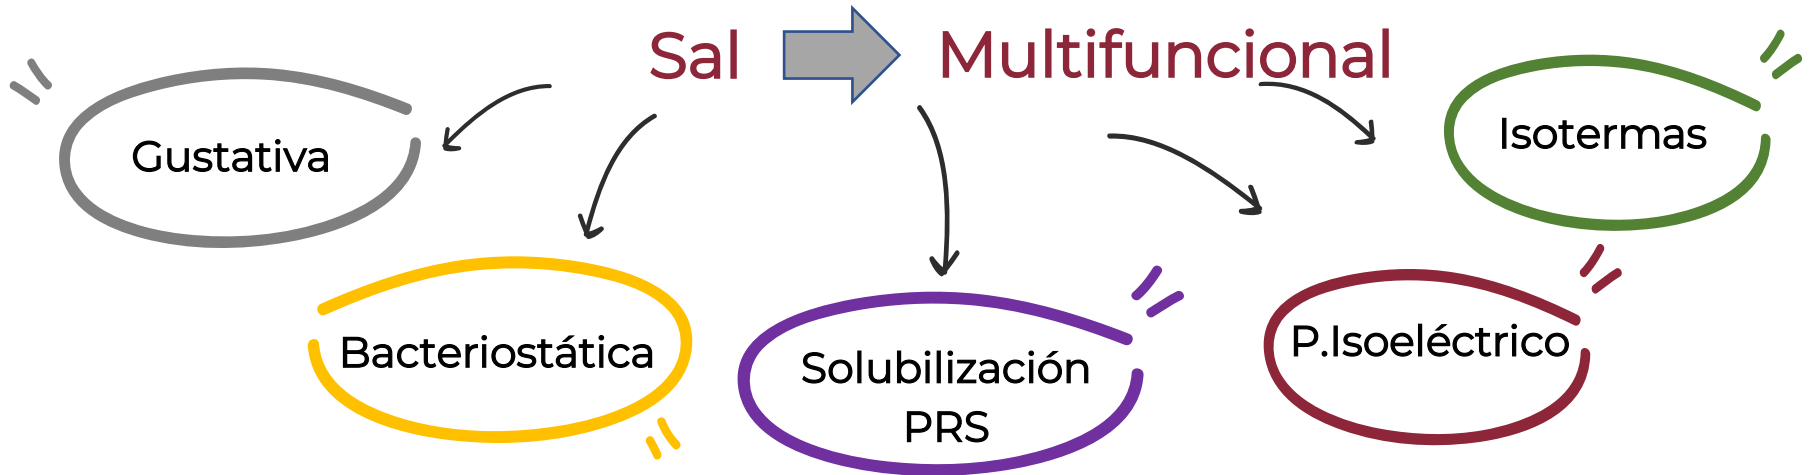 Sal
Multifuncional
Gustativa
Bacteriostática
Solubilización
PRS
P.Isoeléctrico
Isotermas